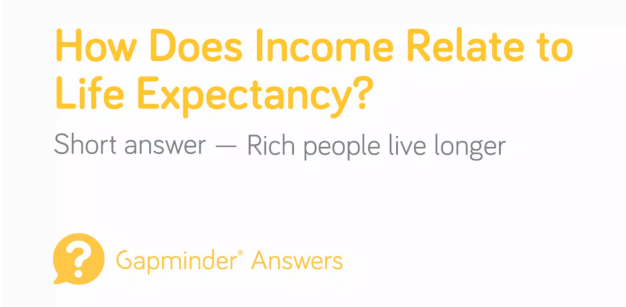 How Does Income Relate to
Life Expectancy?
Short answer — Rich people live longer
?
Gapminder® Answers